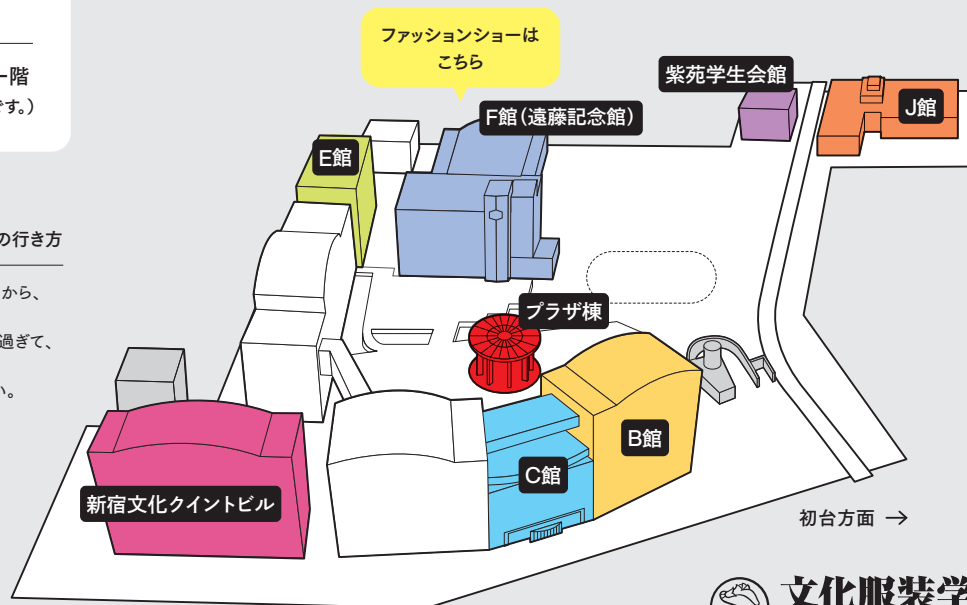 ー階
です。)
の行き方
から、
過ぎて、
い。
ファッションショーは
こちら
紫苑学生会館
J館
F館(遠藤記念館)
E館
プラザ棟
B館
C館
新宿文化クイントビル
初台方面 →
文化服装学